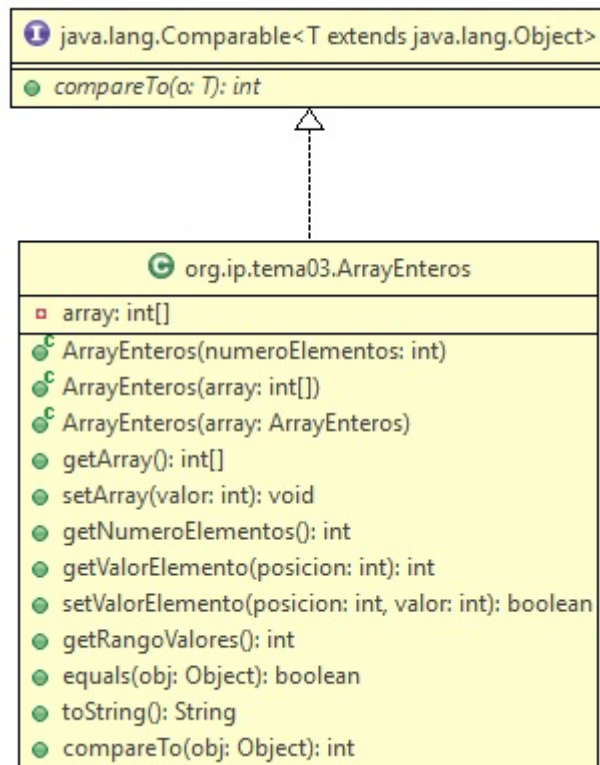 I java.lang.Comparable<T extends java.lang.Object>
compareTo(o: T): int
C org.ip.tema03.ArrayEnteros
array: int[]
C ArrayEnteros(numeroElementos: int)
C ArrayEnteros(array: int[])
C ArrayEnteros(array: ArrayEnteros)
getArray(): int[]
setArray(valor: int): void
getNumeroElementos(): int
getValorElemento(posicion: int): int
setValorElemento(posicion: int, valor: int): boolean
getRangoValores(): int
equals(obj: Object): boolean
toString(): String
compareTo(obj: Object): int